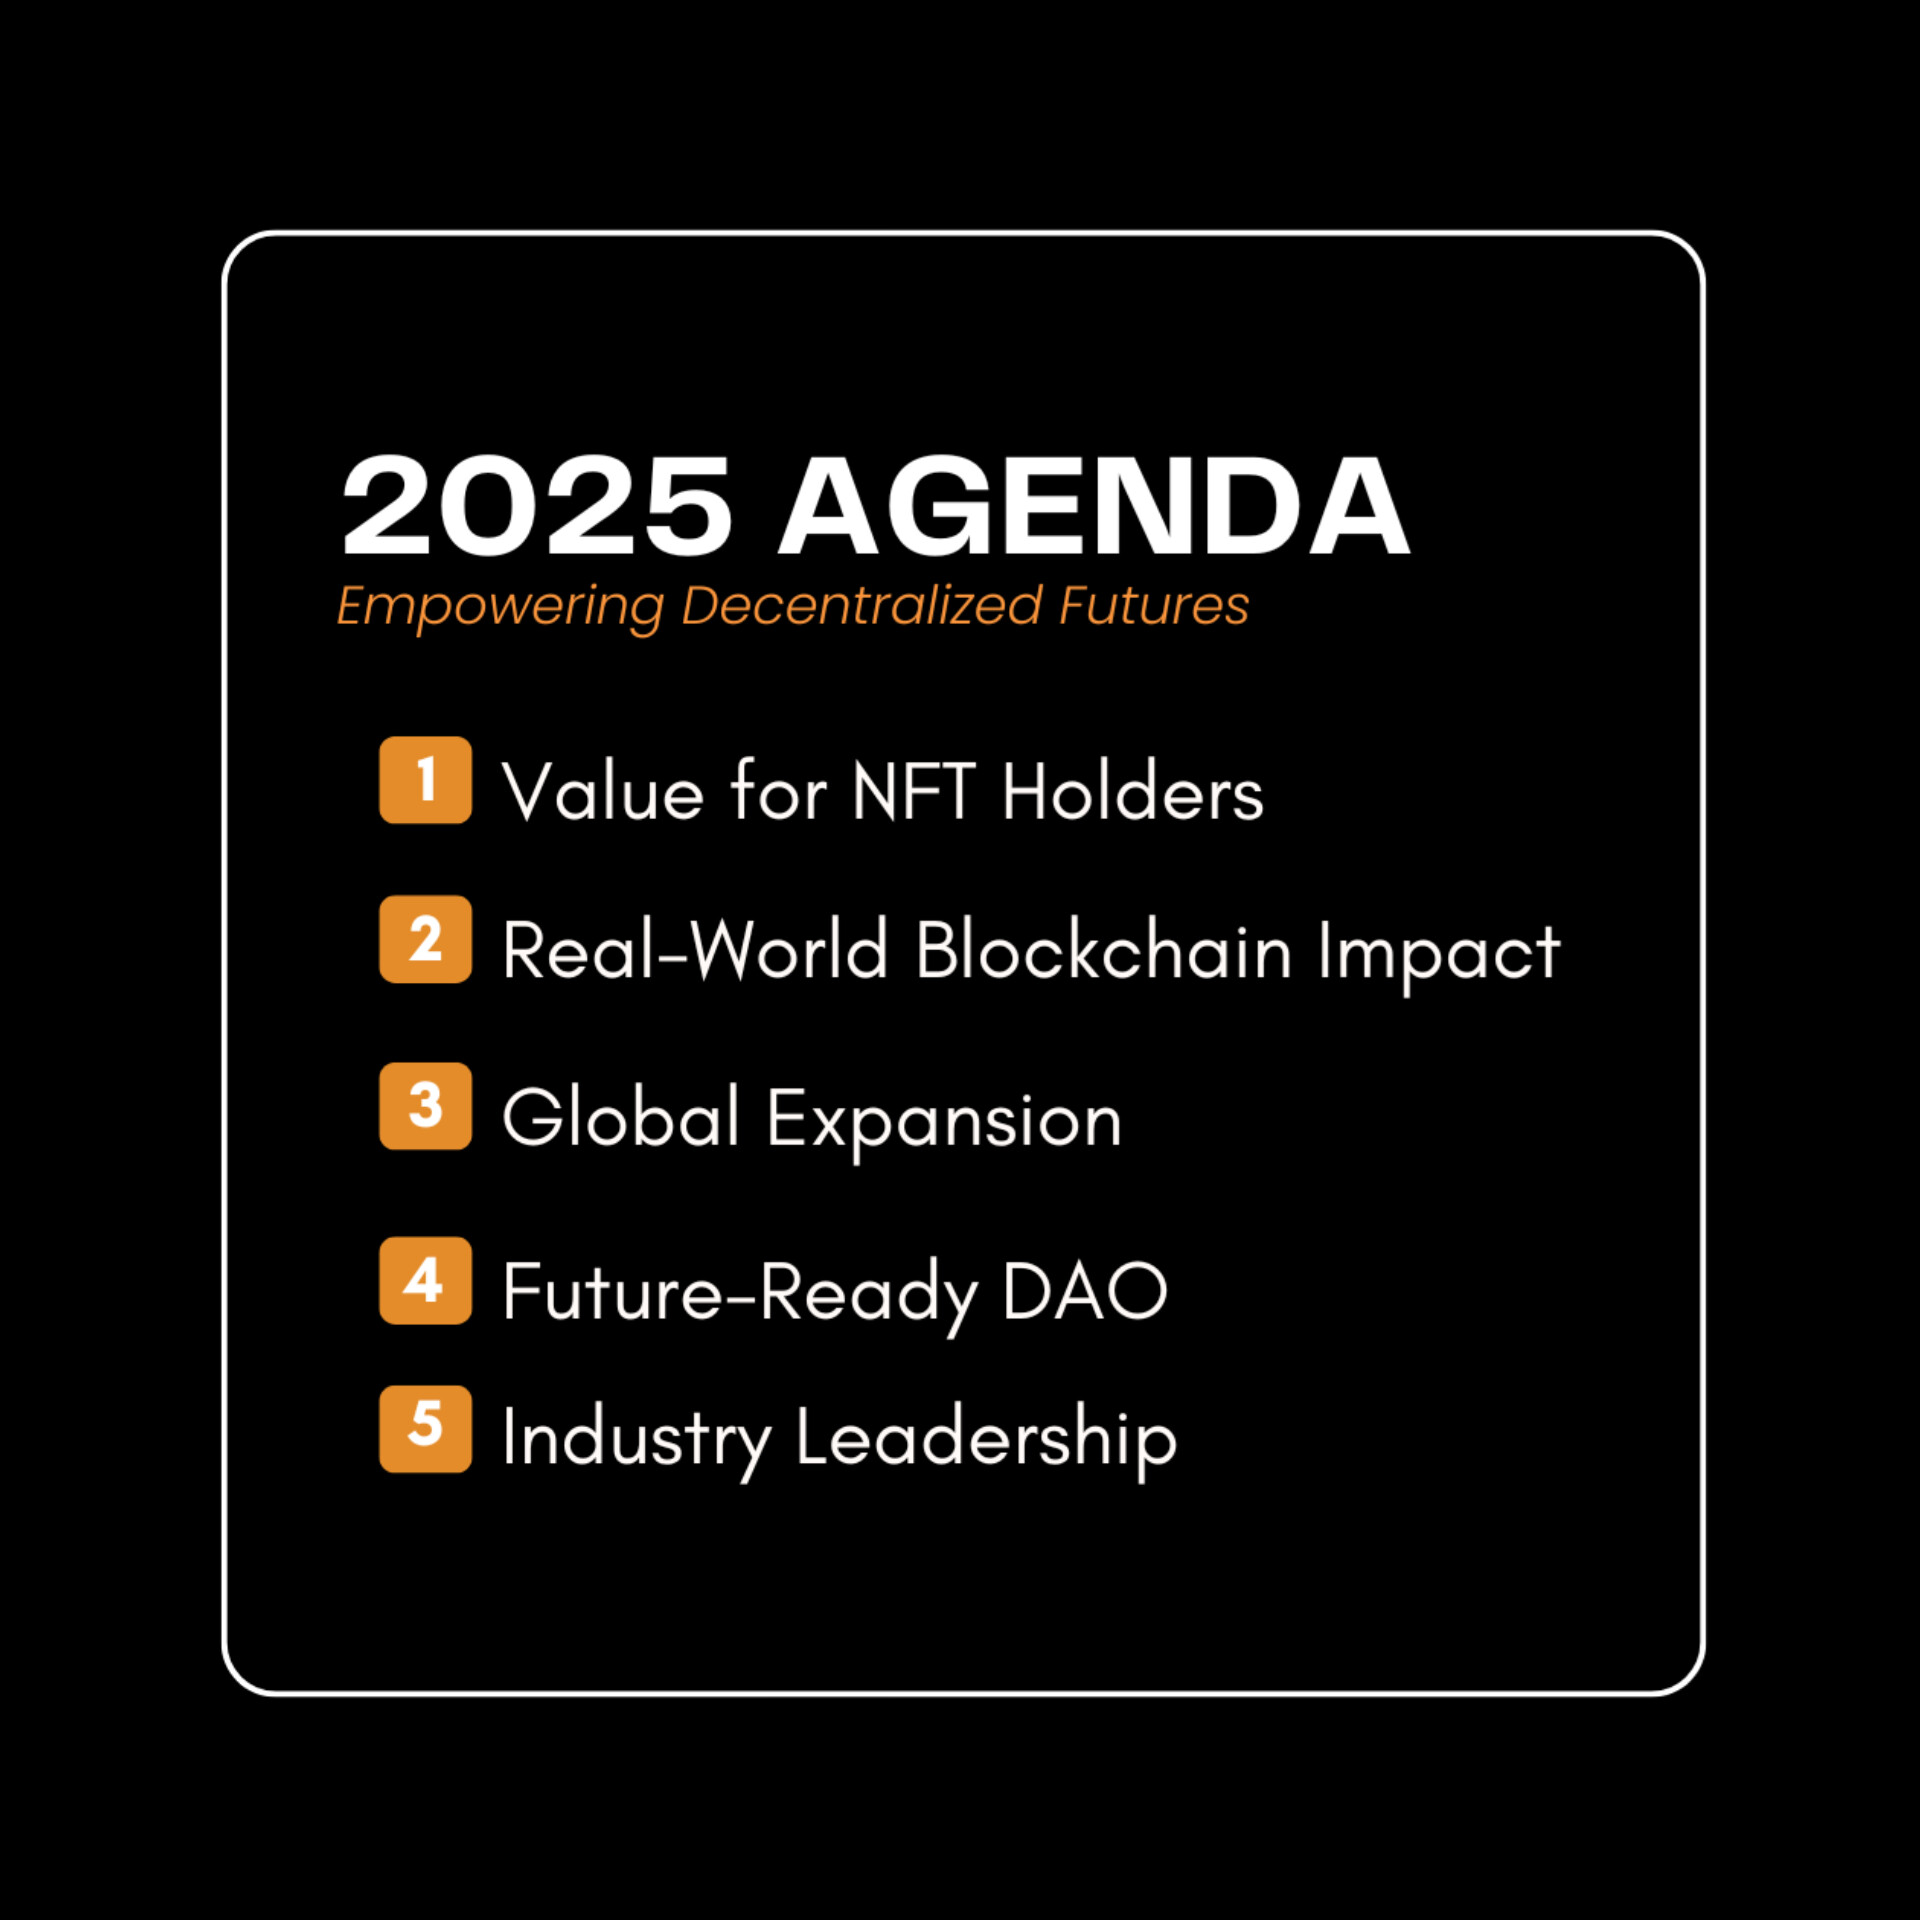 2025 AGENDA
Empowering Decentralized Futures
1 Value for NFT Holders
2 Real-World Blockchain Impact
3 Global Expansion
4 Future-Ready DAO
5 Industry Leadership